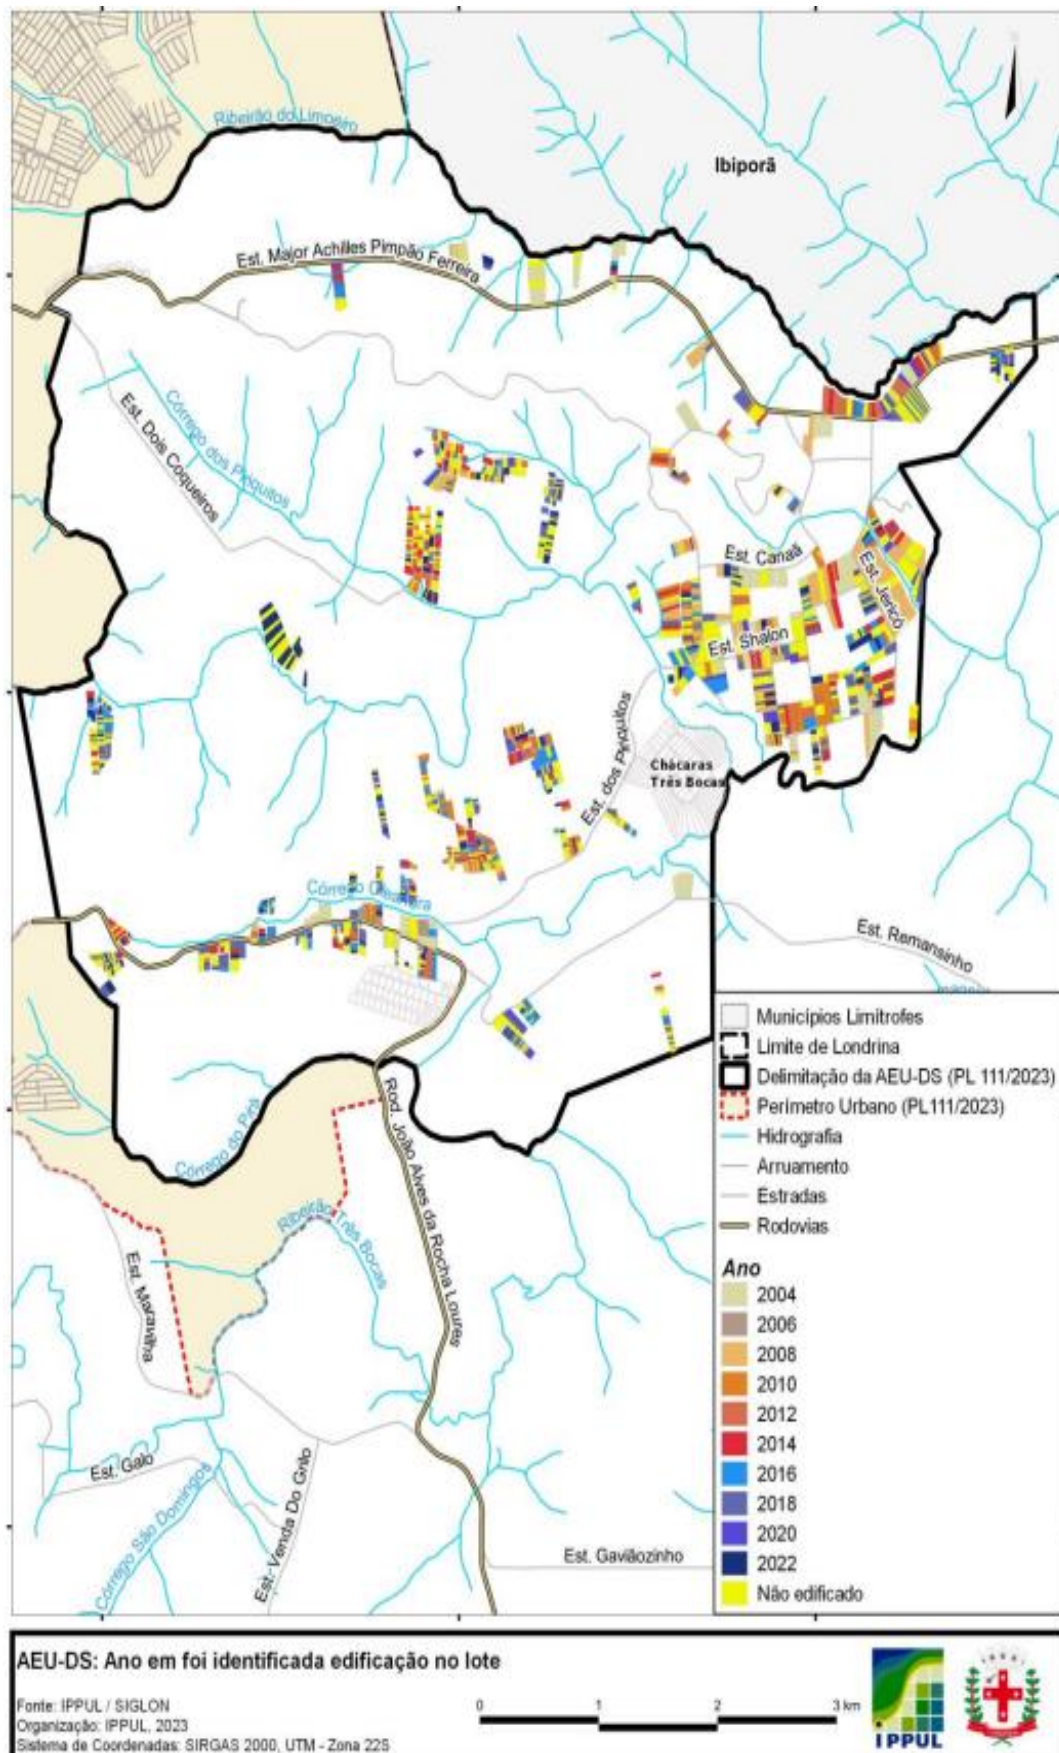 Ribeirão do Limoeiro
Ibiporã
Est. Major Achilles Pimpão Ferreira
Est. Dois Coqueiros
Córrego dos Piriquitos
Est. Canaã
Est. Jericó
Est. Shalon
Est. dos Piriquitos
Chácaras
Três Bocas
Córrego
Est. Remansinho
Córrego do Pirá
Rod. João Alves da Rocha Loures
Ribeirão Três Bocas
Est. Maravilha
Est. Galo
Córrego São Domingos
Est. Venda Do Grilo
Est. Gaviãozinho
Municípios Limítrofes
Limite de Londrina
Delimitação da AEU-DS (PL 111/2023)
Perímetro Urbano (PL111/2023)
Hidrografia
Arruamento
Estradas
Rodovias
Ano
2004
2006
2008
2010
2012
2014
2016
2018
2020
2022
Não edificado
AEU-DS: Ano em foi identificada edificação no lote
Fonte: IPPUL / SIGLON
Organização: IPPUL, 2023
Sistema de Coordenadas: SIRGAS 2000, UTM - Zona 22S
0 1 2 3 km
IPPUL